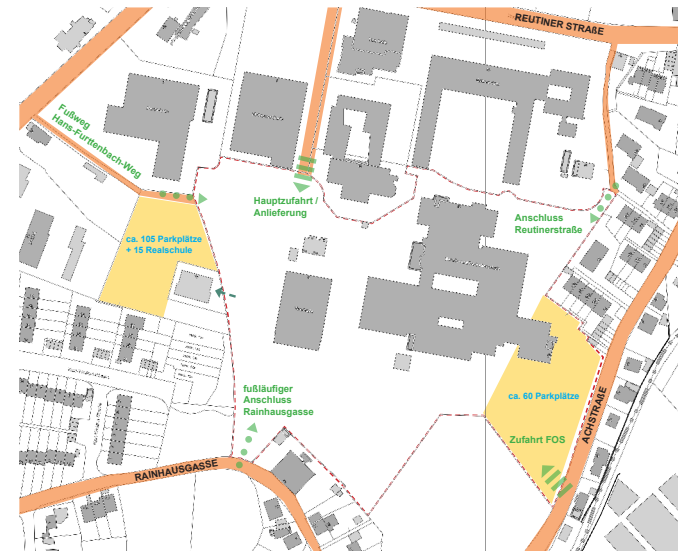 REUTINER STRAßE
Fußweg
Hans-Furttenbach-Weg
Hauptzufahrt /
Anlieferung
Anschluss
Reutinerstraße
ca. 105 Parkplätze
+ 15 Realschule
fußläufiger
Anschluss
Rainhausgasse
ca. 60 Parkplätze
ACHSTRAßE
Zufahrt FOS
RAINHAUSGASSE